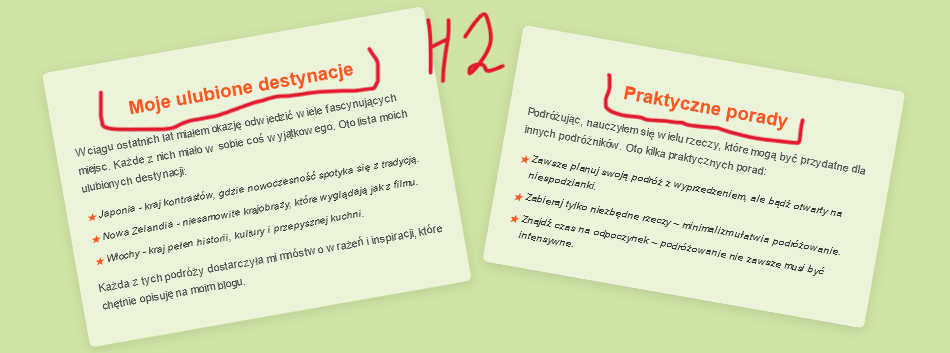 Moje ulubione destynacje
W ciągu ostatnich lat miałem okazję odwiedzić wiele fascynujących
miejsc. Każde z nich miało w sobie coś wyjątkowego. Oto lista moich
ulubionych destynacji:
★ Japonia - kraj kontrastów, gdzie nowoczesność spotyka się z tradycją.
★ Nowa Zelandia - niesamowite krajobrazy, które wyglądają jak z filmu.
★ Włochy - kraj pełen historii, kultury i przepysznej kuchni.
Każda z tych podróży dostarczyła mi mnóstwo wrażeń i inspiracji, które
chętnie opisuję na moim blogu.
H2
Praktyczne porady
Podróżując, nauczyłem się wielu rzeczy, które mogą być przydatne dla
innych podróżników. Oto kilka praktycznych porad:
★ Zawsze planuj swoją podróż z wyprzedzeniem, ale bądź otwarty na
niespodzianki.
★ Zabieraj tylko niezbędne rzeczy – minimalizm ułatwia podróżowanie.
★ Znajdź czas na odpoczynek – podróżowanie nie zawsze musi być
intensywne.